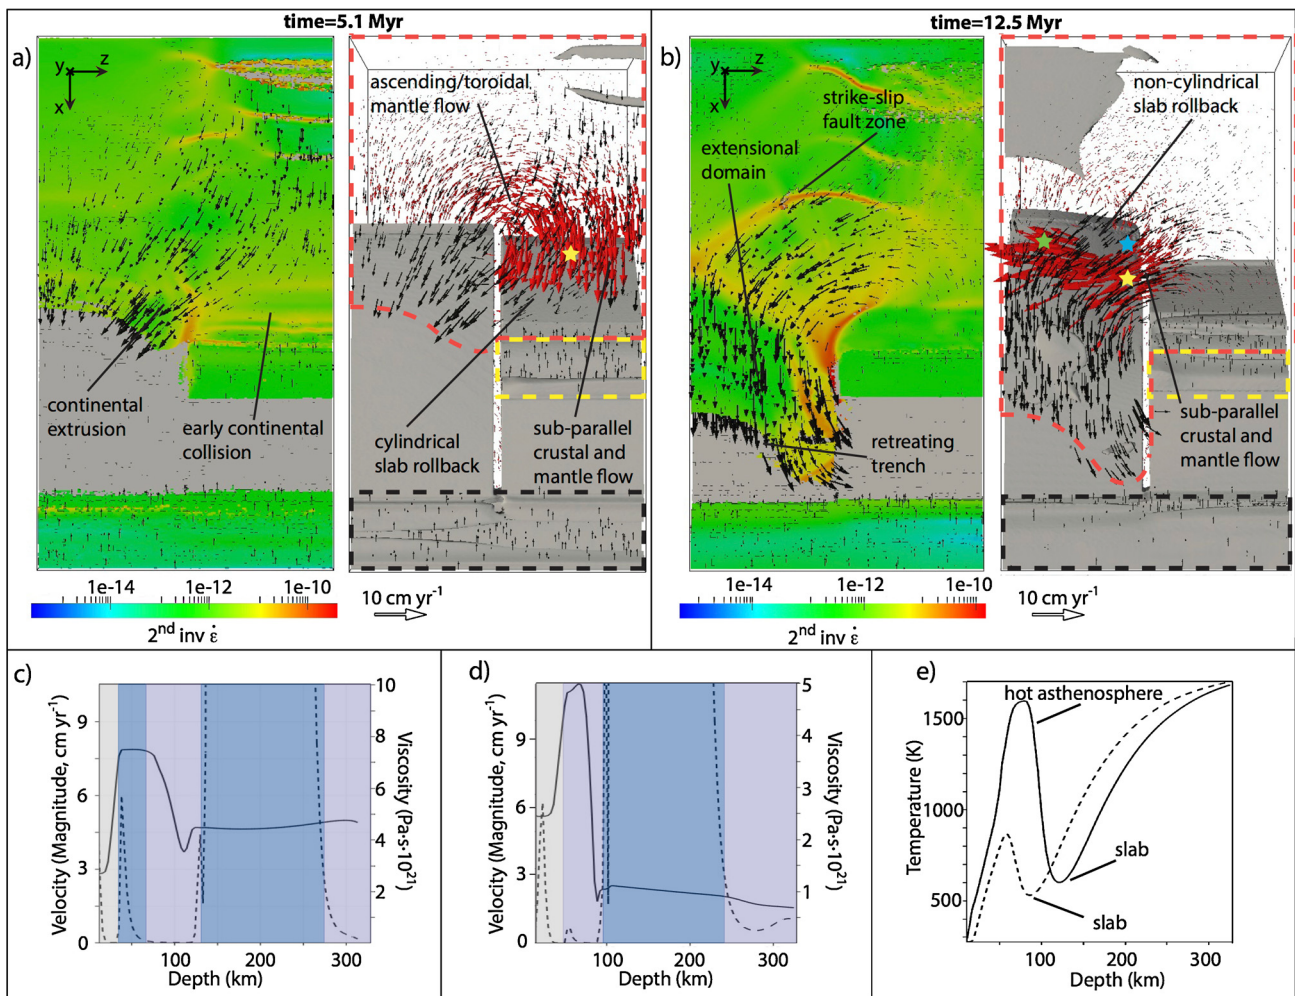 time=5.1 Myr
time=12.5 Myr
a)
y
z
x
ascending/toroidal
mantle flow
continental
extrusion
early continental
collision
cylindrical
slab rollback
sub-parallel
crustal and
mantle flow
1e-14
1e-12
1e-10
2nd inv ε̇
10 cm yr-1
b)
y
z
x
strike-slip
fault zone
extensional
domain
non-cylindrical
slab rollback
retreating
trench
sub-parallel
crustal and
mantle flow
1e-14
1e-12
1e-10
2nd inv ε̇
10 cm yr-1
c)
Velocity (Magnitude, cm yr-1)
9
6
3
0
10
8
6
4
2
Viscosity (Pa·s·10^21)
0
100
200
300
Depth (km)
d)
Velocity (Magnitude, cm yr-1)
9
6
3
0
5
4
3
2
1
0
Viscosity (Pa·s·10^21)
100
200
300
Depth (km)
e)
hot asthenosphere
slab
slab
Temperature (K)
1500
1000
500
100
200
300
Depth (km)